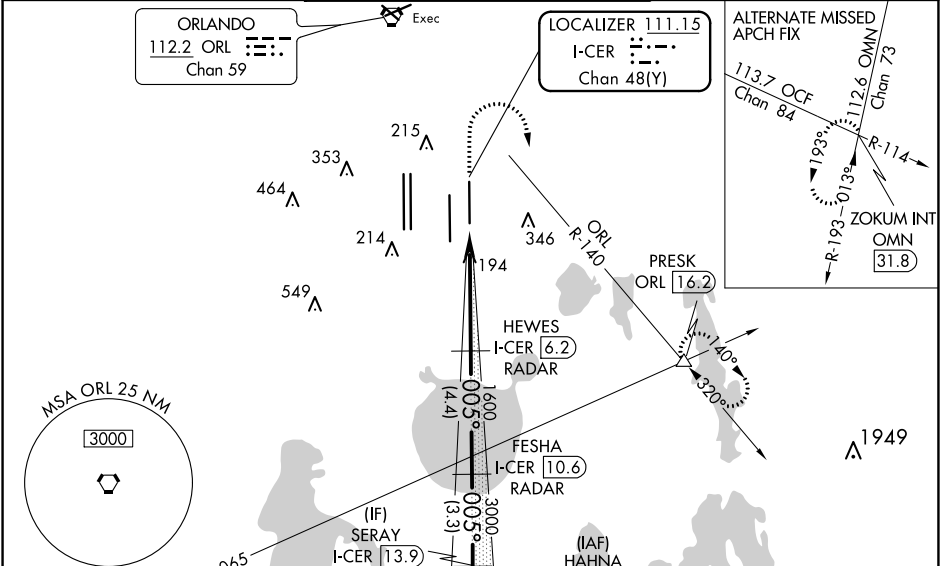 ORLANDO
112.2 ORL
Chan 59
Exec
LOCALIZER 111.15
I-CER
Chan 48(Y)
ALTERNATE MISSED
APCH FIX
113.7 OCF
Chan 84
112.6 OMN
Chan 73
193°
013°
R-114
R-193
ZOKUM INT
OMN
31.8
215
353
464
214
549
346
194
ORL
R-140
PRESK
ORL 16.2
140°
320°
HEWES
I-CER 6.2
RADAR
005°
1600
(4.4)
FESHA
I-CER 10.6
RADAR
005°
3000
(3.3)
1949
MSA ORL 25 NM
3000
(IF)
SERAY
I-CER 13.9
065
(IAF)
HAHNA